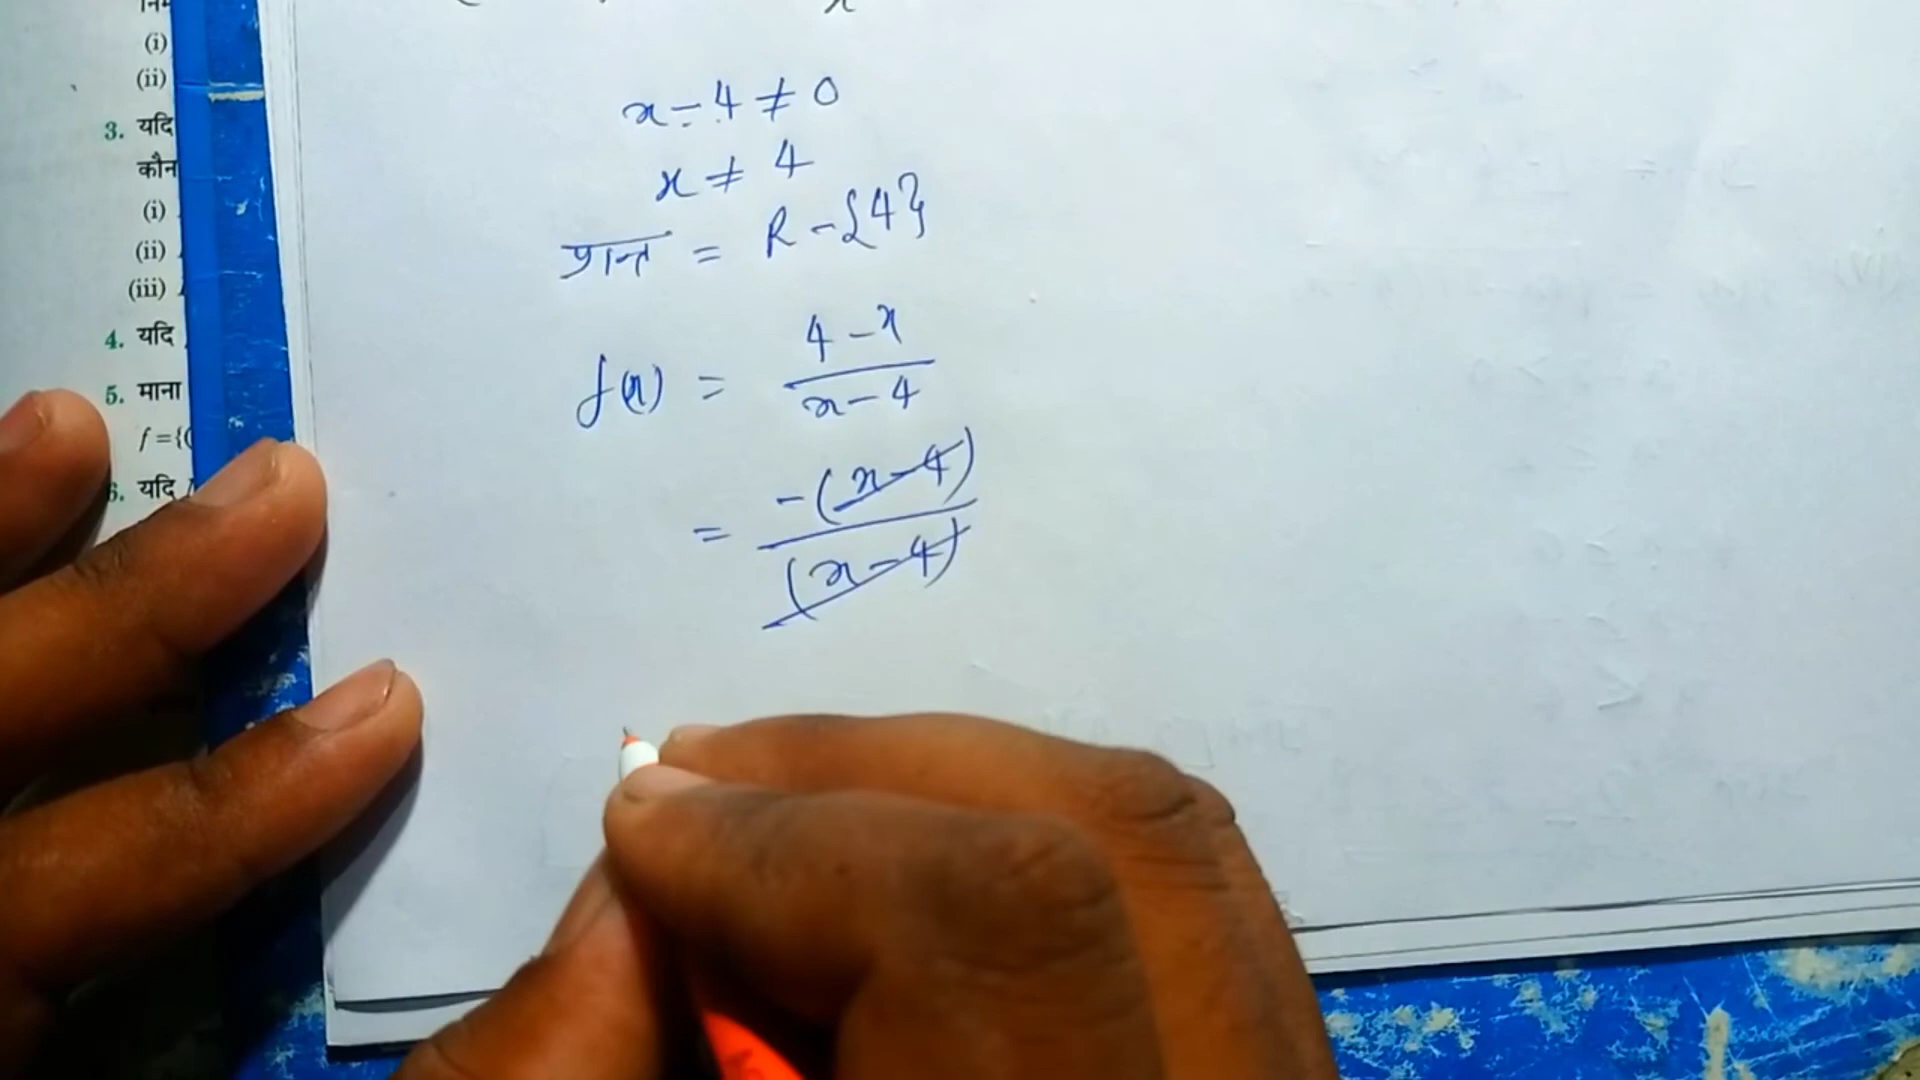 (i)
(ii)
3. यदि
कौन
(i)
(ii)
(iii)
4. यदि
5. माना
f={(
6. यदि
x
x-4≠0
x≠4
प्रान्त = R-{4}
f(x) = 4-x / x-4
= -(x-4) / (x-4)